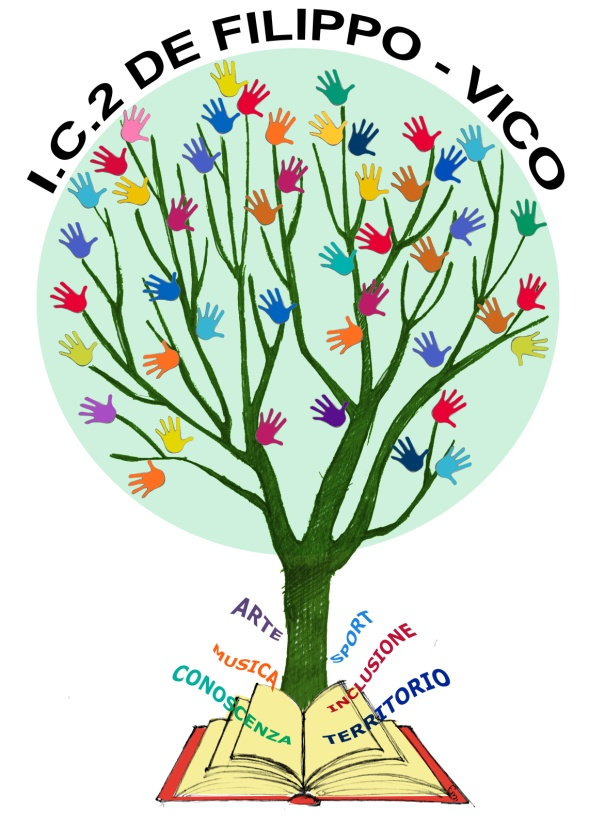 I.C.2 DE FILIPPO - VICO
ARTE
SPORT
MUSICA
INCLUSIONE
CONOSCENZA
TERRITORIO